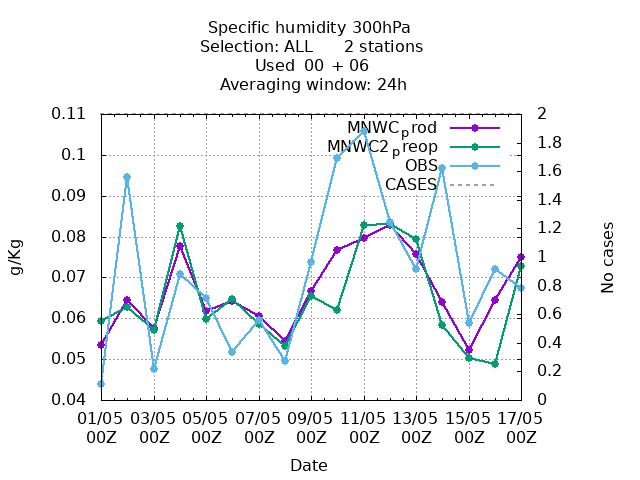 Specific humidity 300hPa
Selection: ALL 2 stations
Used 00 + 06
Averaging window: 24h
0.11
0.1
0.09
0.08
0.07
0.06
0.05
0.04
g/Kg
MNWCprod
MNWC2preop
OBS
CASES
2
1.8
1.6
1.4
1.2
1
0.8
0.6
0.4
0.2
0
No cases
01/05 03/05 05/05 07/05 09/05 11/05 13/05 15/05 17/05
00Z 00Z 00Z 00Z 00Z 00Z 00Z 00Z 00Z
Date